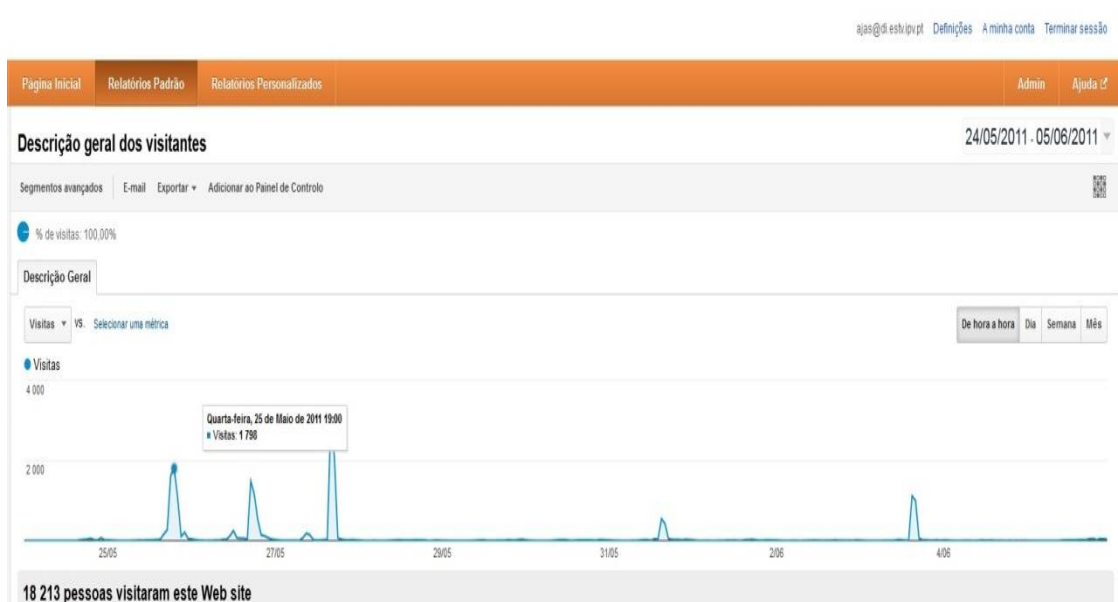 ajas@di.estv.ipv.pt Definições A minha conta Terminar sessão
Página Inicial Relatórios Padrão Relatórios Personalizados Admin Ajuda
Descrição geral dos visitantes 24/05/2011 - 05/06/2011
Segmentos avançados E-mail Exportar Adicionar ao Painel de Controlo
% de visitas: 100,00%
Descrição Geral
Visitas VS. Selecionar uma métrica De hora a hora Dia Semana Mês
Visitas
4 000
Quarta-feira, 25 de Maio de 2011 19:00
Visitas: 1 798
2 000
25/05 27/05 29/05 31/05 2/06 4/06
18 213 pessoas visitaram este Web site